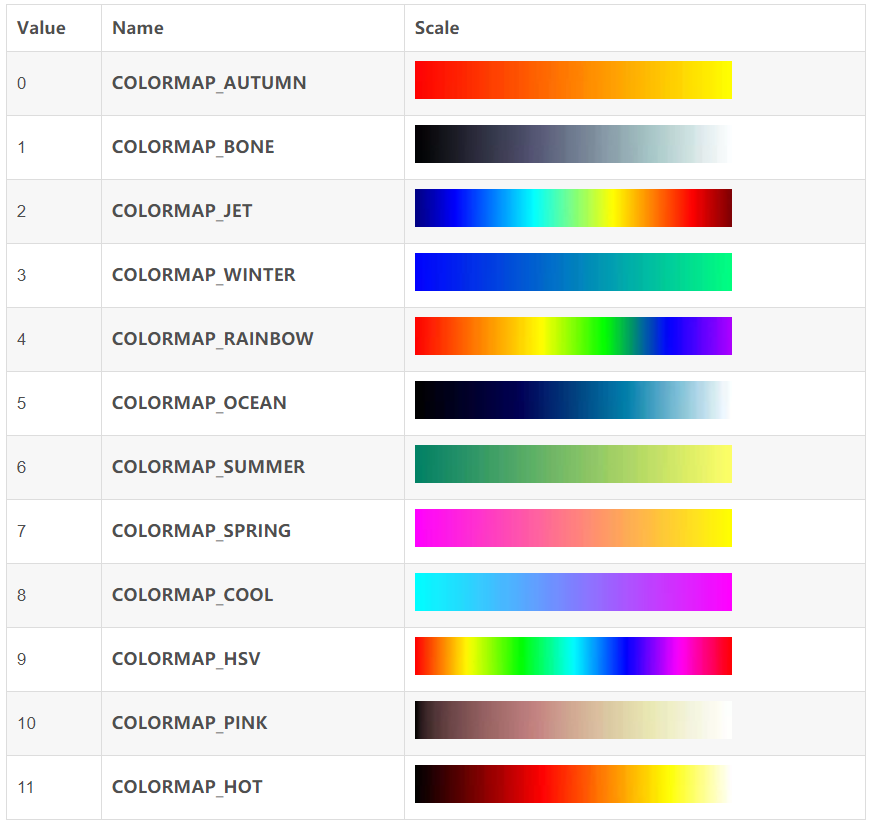 Value Name Scale
0 COLORMAP_AUTUMN
1 COLORMAP_BONE
2 COLORMAP_JET
3 COLORMAP_WINTER
4 COLORMAP_RAINBOW
5 COLORMAP_OCEAN
6 COLORMAP_SUMMER
7 COLORMAP_SPRING
8 COLORMAP_COOL
9 COLORMAP_HSV
10 COLORMAP_PINK
11 COLORMAP_HOT